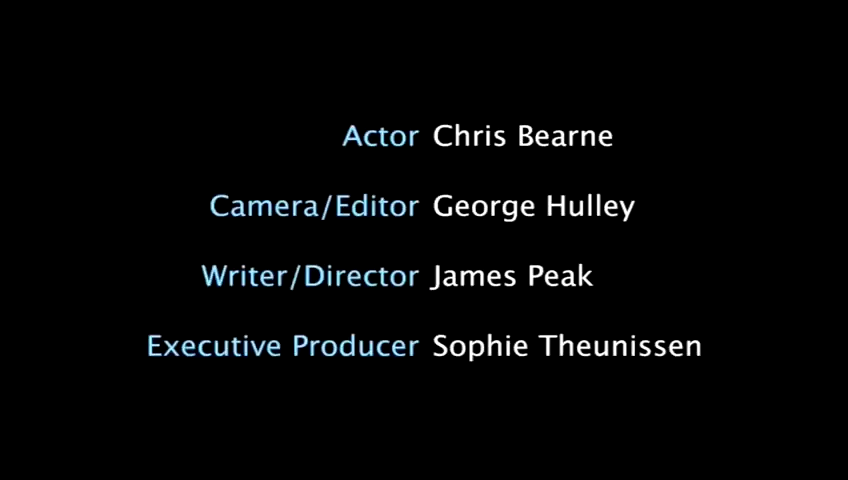 Actor Chris Bearne
Camera/Editor George Hulley
Writer/Director James Peak
Executive Producer Sophie Theunissen